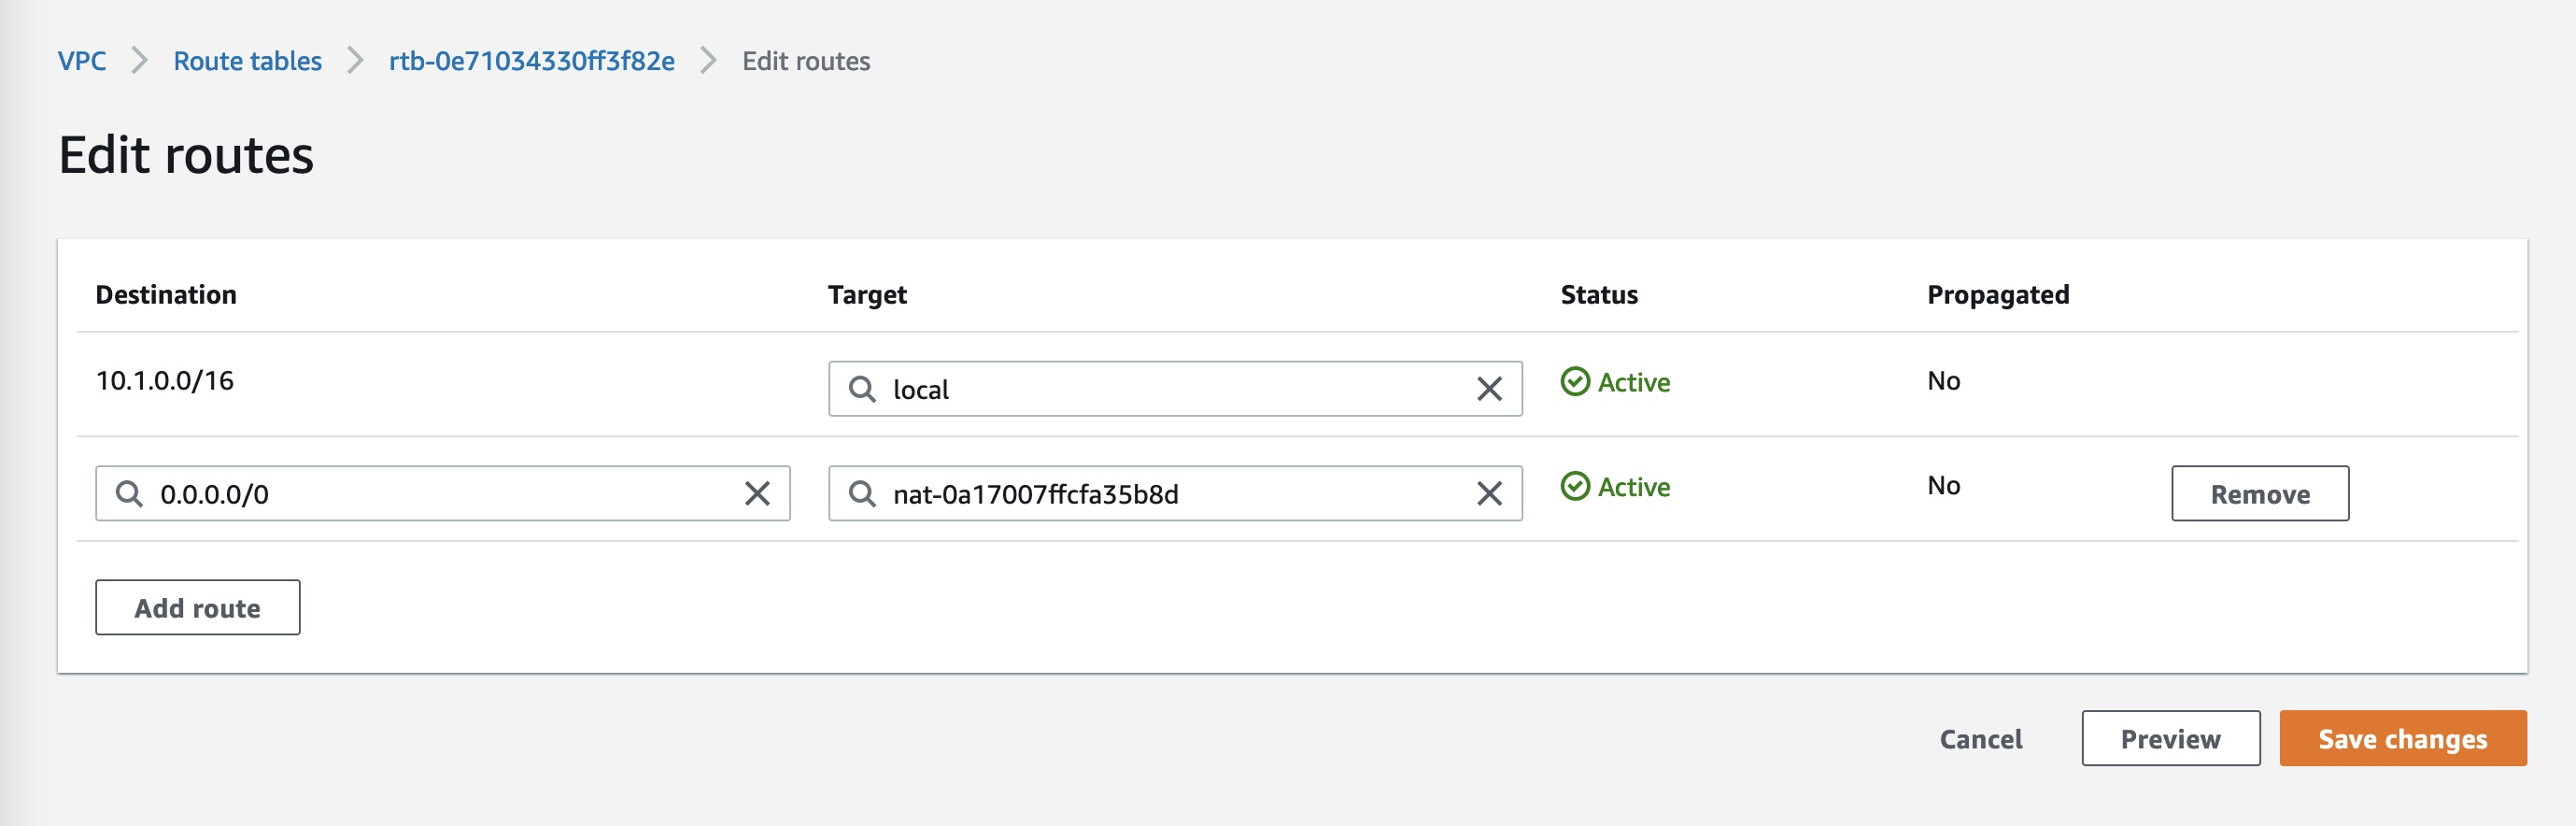 VPC > Route tables > rtb-0e71034330ff3f82e > Edit routes
Edit routes
Destination Target Status Propagated
10.1.0.0/16 local Active No
0.0.0.0/0 nat-0a17007ffcfa35b8d Active No Remove
Add route
Cancel Preview Save changes